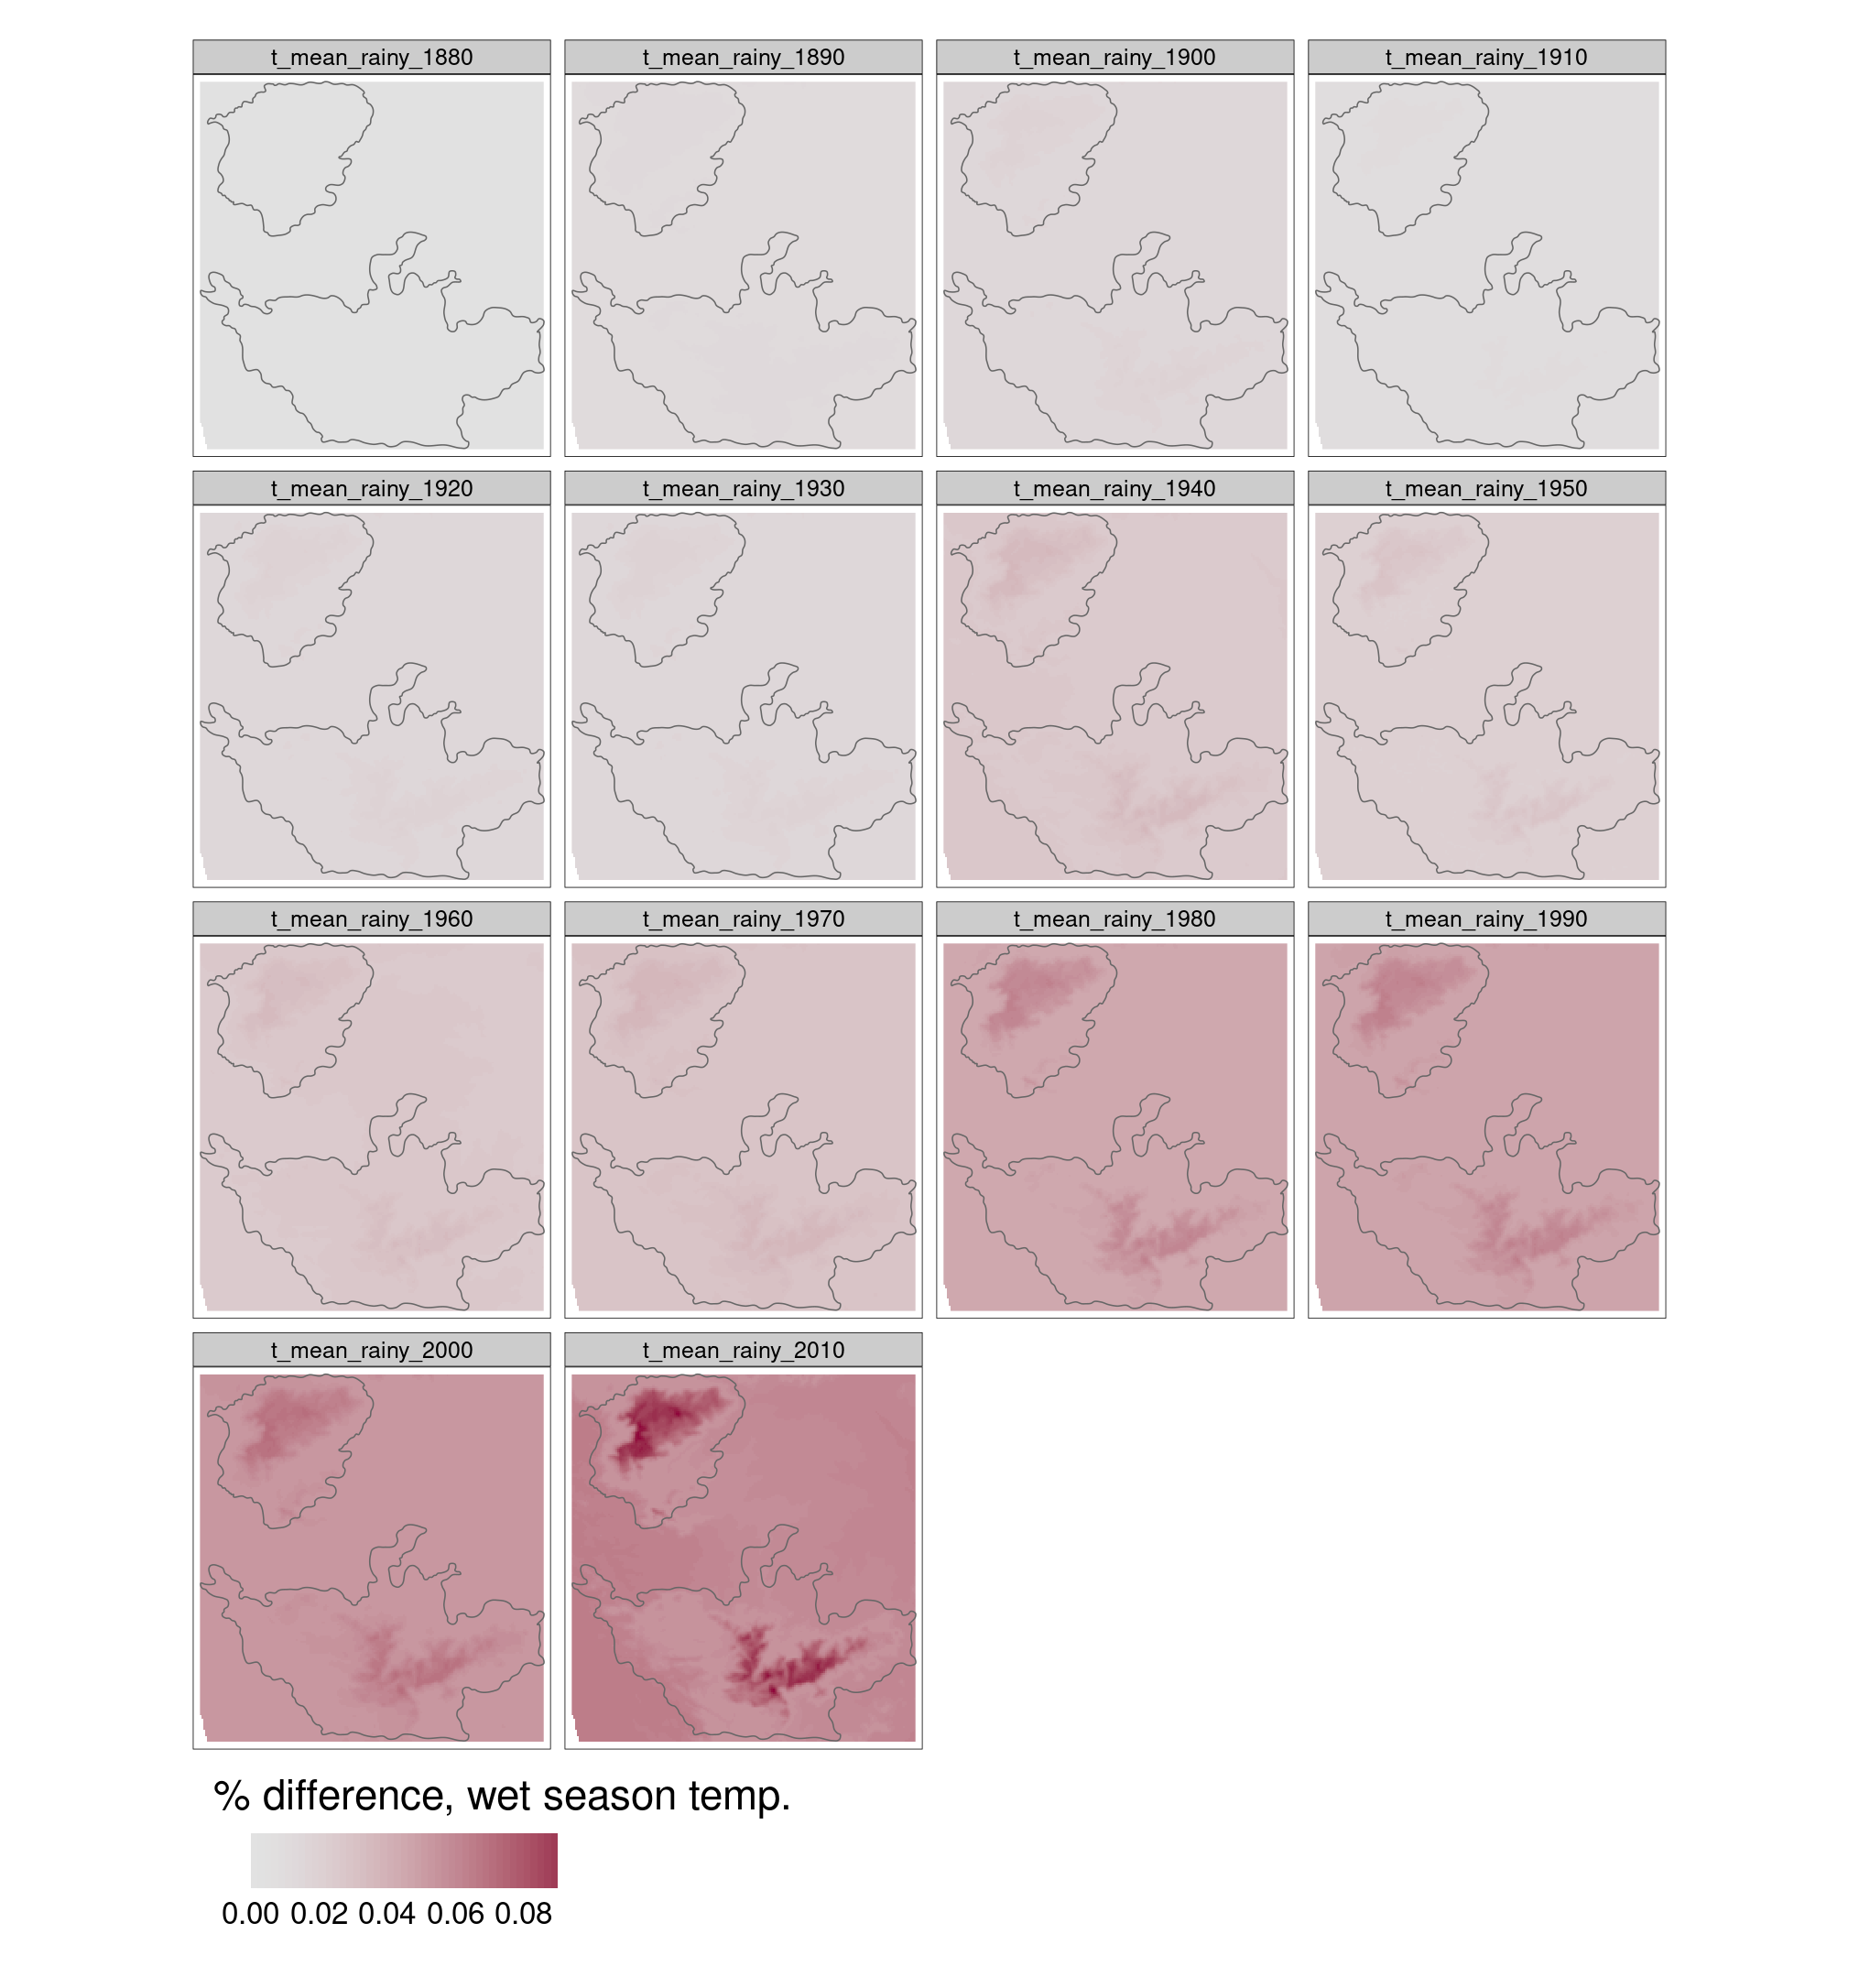 t_mean_rainy_1880
t_mean_rainy_1890
t_mean_rainy_1900
t_mean_rainy_1910
t_mean_rainy_1920
t_mean_rainy_1930
t_mean_rainy_1940
t_mean_rainy_1950
t_mean_rainy_1960
t_mean_rainy_1970
t_mean_rainy_1980
t_mean_rainy_1990
t_mean_rainy_2000
t_mean_rainy_2010
% difference, wet season temp.
0.00 0.02 0.04 0.06 0.08